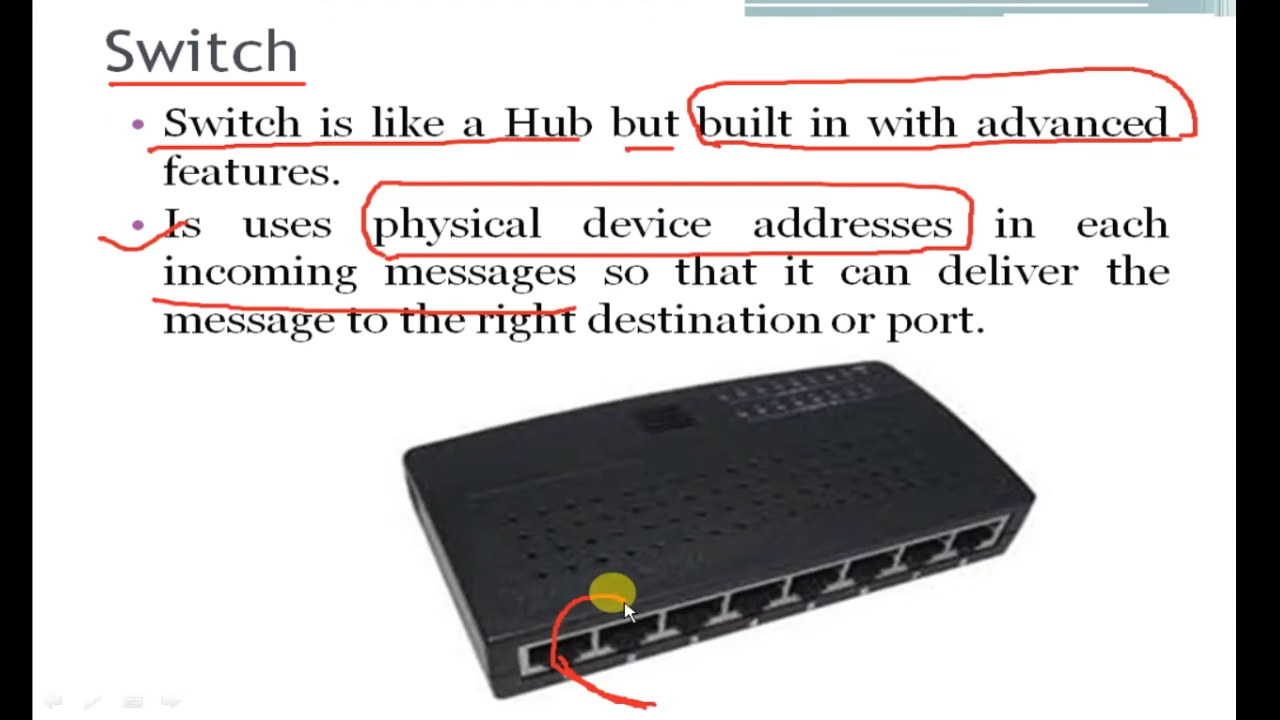 Switch
• Switch is like a Hub but built in with advanced
features.
• Is uses physical device addresses in each
incoming messages so that it can deliver the
message to the right destination or port.